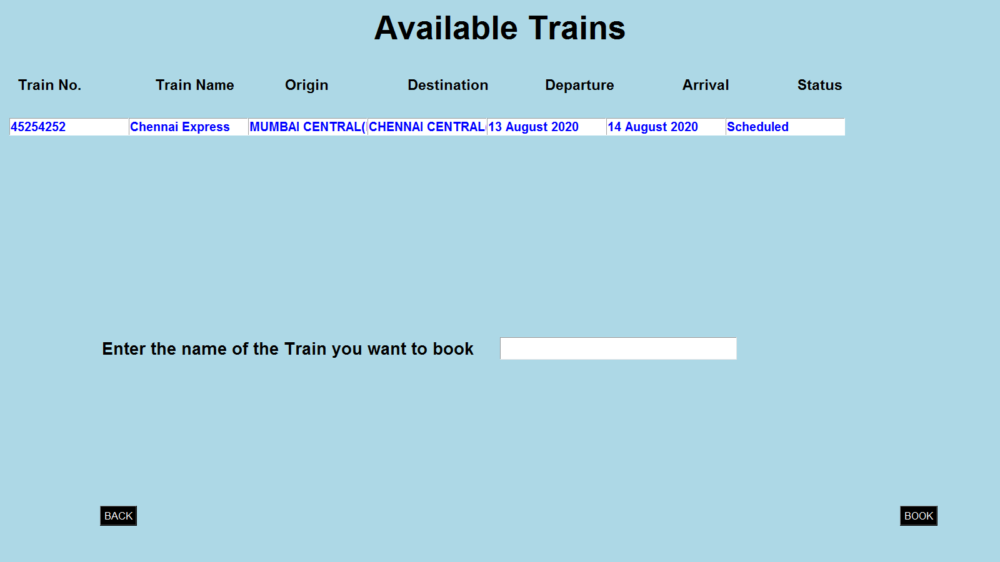 Available Trains
Train No. Train Name Origin Destination Departure Arrival Status
45254252 Chennai Express MUMBAI CENTRAL( CHENNAI CENTRAL 13 August 2020 14 August 2020 Scheduled
Enter the name of the Train you want to book
BACK BOOK